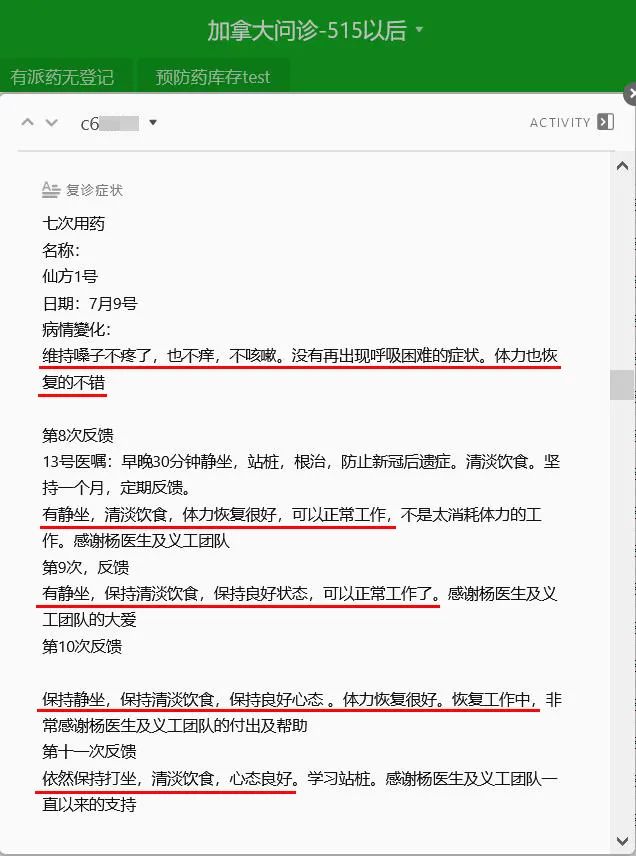 加拿大问诊-515以后
有派药无登记 预防药库存test
c6
ACTIVITY
复诊症状
七次用药
名称：
仙方1号
日期：7月9号
病情變化：
维持嗓子不疼了，也不痒，不咳嗽。没有再出现呼吸困难的症状。体力也恢
复的不错
第8次反馈
13号医嘱：早晚30分钟静坐，站桩，根治，防止新冠后遗症。清淡饮食。坚
持一个月，定期反馈。
有静坐，清淡饮食，体力恢复很好，可以正常工作，不是太消耗体力的工
作。感谢杨医生及义工团队
第9次，反馈
有静坐，保持清淡饮食，保持良好状态，可以正常工作了。感谢杨医生及义
工团队的大爱
第10次反馈
保持静坐，保持清淡饮食，保持良好心态 。体力恢复很好。恢复工作中，非
常感谢杨医生及义工团队的付出及帮助
第十一次反馈
依然保持打坐，清淡饮食，心态良好。学习站桩。感谢杨医生及义工团队一
直以来的支持